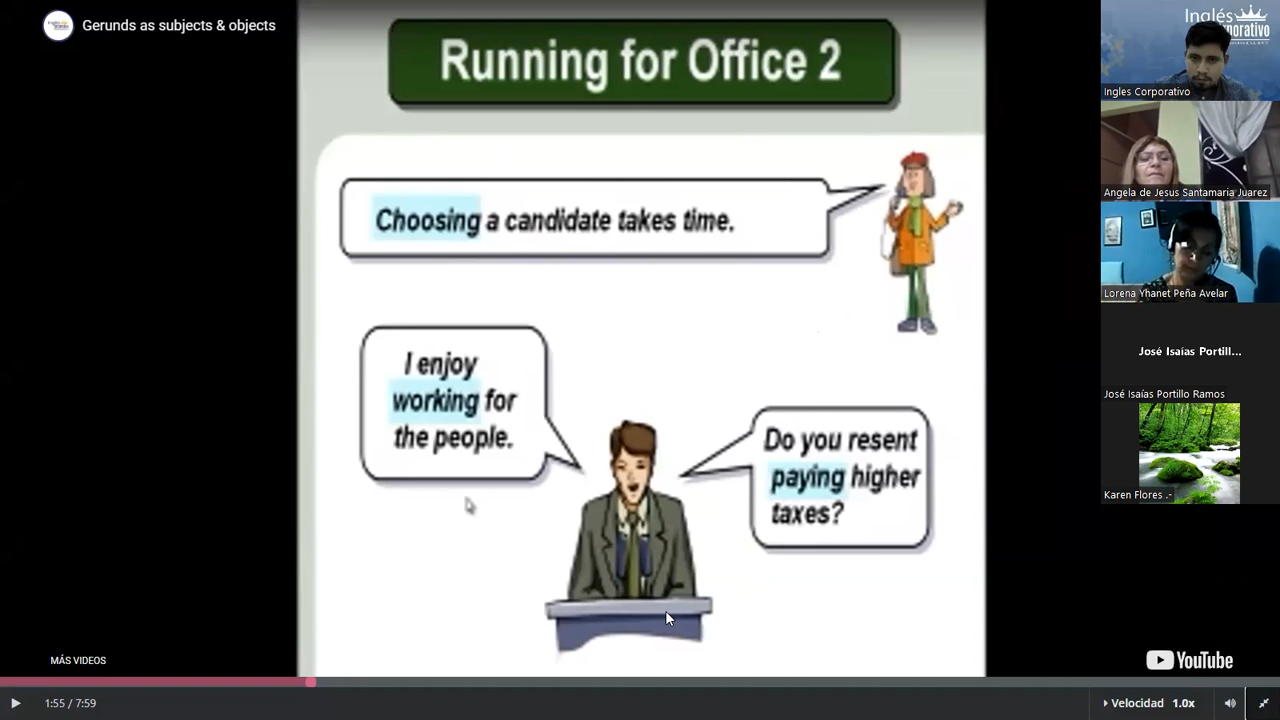 Gerunds as subjects & objects
Running for Office 2
Choosing a candidate takes time.
I enjoy
working for
the people.
Do you resent
paying higher
taxes?
MÁS VIDEOS
YouTube
1:55 / 7:59
Velocidad 1.0x
Inglés
Ingles Corporativo
Angela de Jesus Santamaria Juarez
Lorena Yhanet Peña Avelar
José Isaías Portill...
José Isaías Portillo Ramos
Karen Flores .-